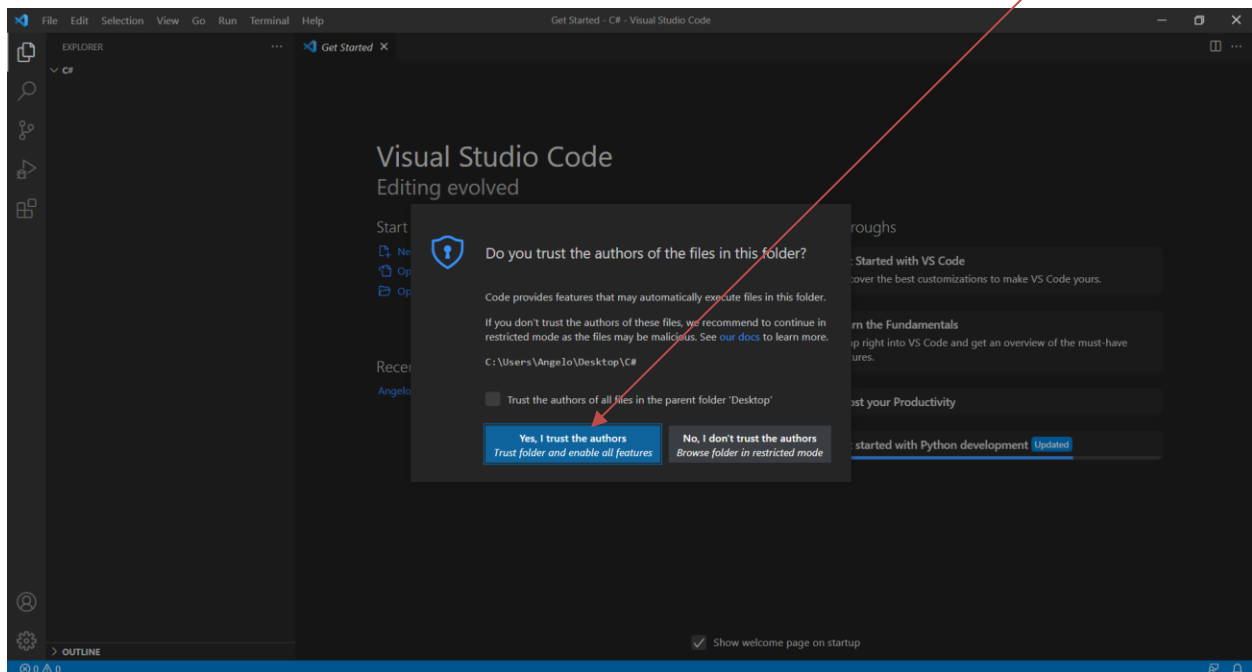 File Edit Selection View Go Run Terminal Help
Get Started - C# - Visual Studio Code
EXPLORER
Get Started
C#
Visual Studio Code
Editing evolved
Start
Ne
Op
Op
Recer
Angelo
roughs
Started with VS Code
cover the best customizations to make VS Code yours.
rn the Fundamentals
p right into VS Code and get an overview of the must-have
ures.
ost your Productivity
started with Python development Updated
Do you trust the authors of the files in this folder?
Code provides features that may automatically execute files in this folder.
If you don't trust the authors of these files, we recommend to continue in
restricted mode as the files may be malicious. See our docs to learn more.
C:\Users\Angelo\Desktop\C#
Trust the authors of all files in the parent folder 'Desktop'
Yes, I trust the authors
Trust folder and enable all features
No, I don't trust the authors
Browse folder in restricted mode
Show welcome page on startup
OUTLINE
0 0